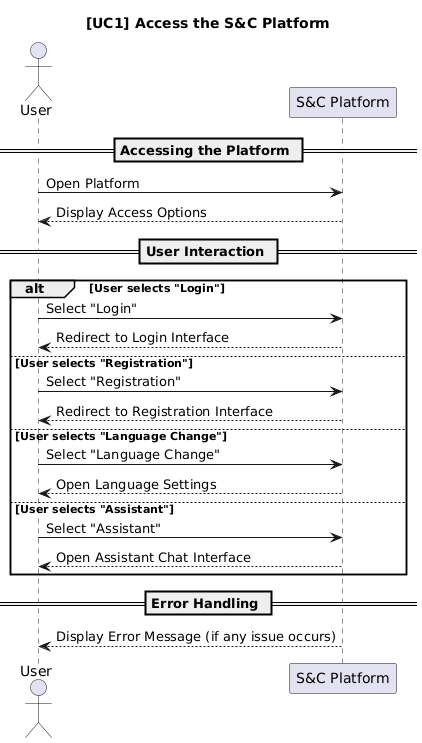 [UC1] Access the S&C Platform
User
S&C Platform
Accessing the Platform
Open Platform
Display Access Options
User Interaction
alt [User selects "Login"]
Select "Login"
Redirect to Login Interface
[User selects "Registration"]
Select "Registration"
Redirect to Registration Interface
[User selects "Language Change"]
Select "Language Change"
Open Language Settings
[User selects "Assistant"]
Select "Assistant"
Open Assistant Chat Interface
Error Handling
Display Error Message (if any issue occurs)
User
S&C Platform